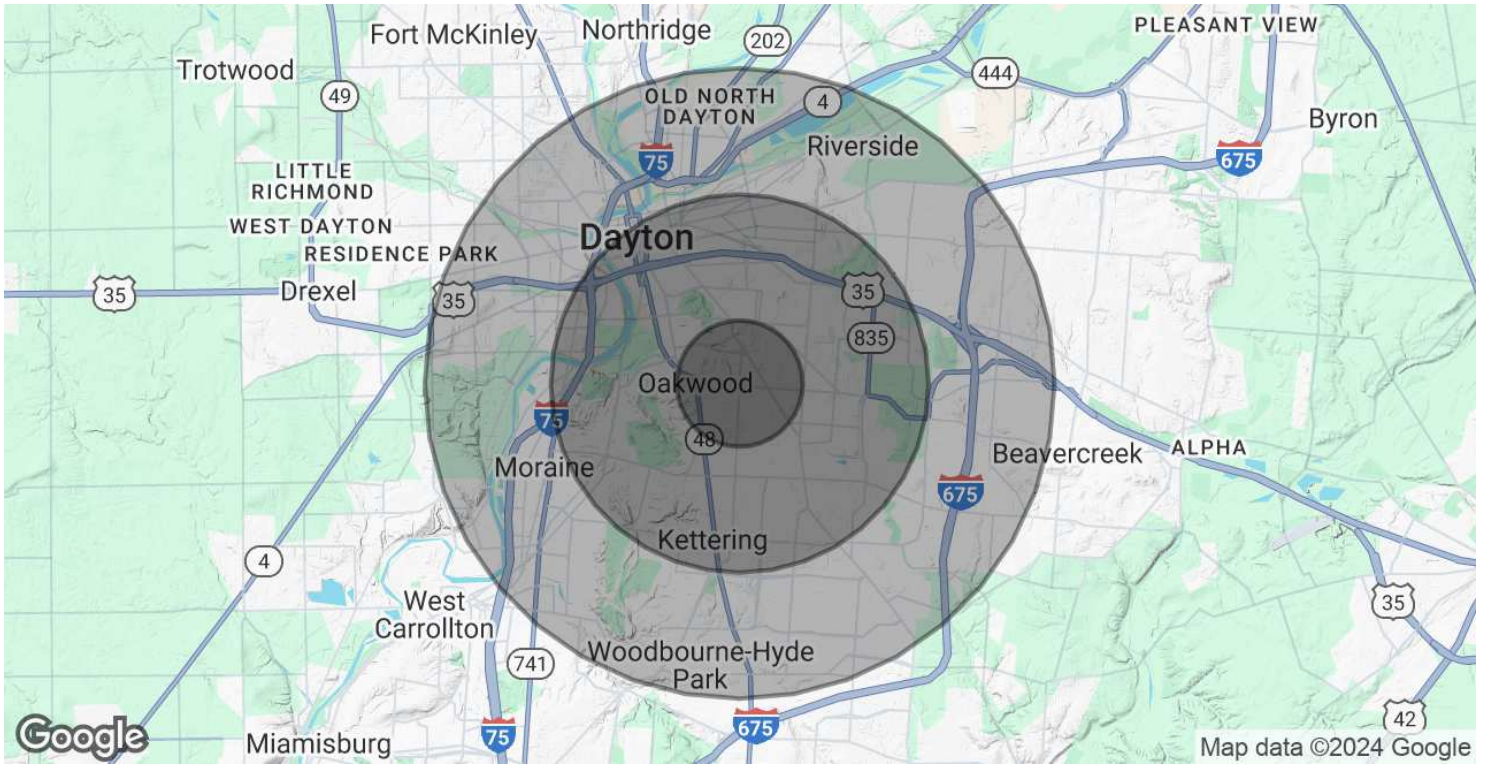 Fort McKinley
Northridge
202
PLEASANT VIEW
Trotwood
49
444
OLD NORTH
DAYTON
4
Byron
Riverside
75
675
LITTLE
RICHMOND
WEST DAYTON
RESIDENCE PARK
Dayton
35
Drexel
35
35
835
Oakwood
75
48
Moraine
Beavercreek
ALPHA
675
Kettering
4
West
Carrollton
35
741
Woodbourne-Hyde
Park
Google
Miamisburg
75
675
42
Map data ©2024 Google